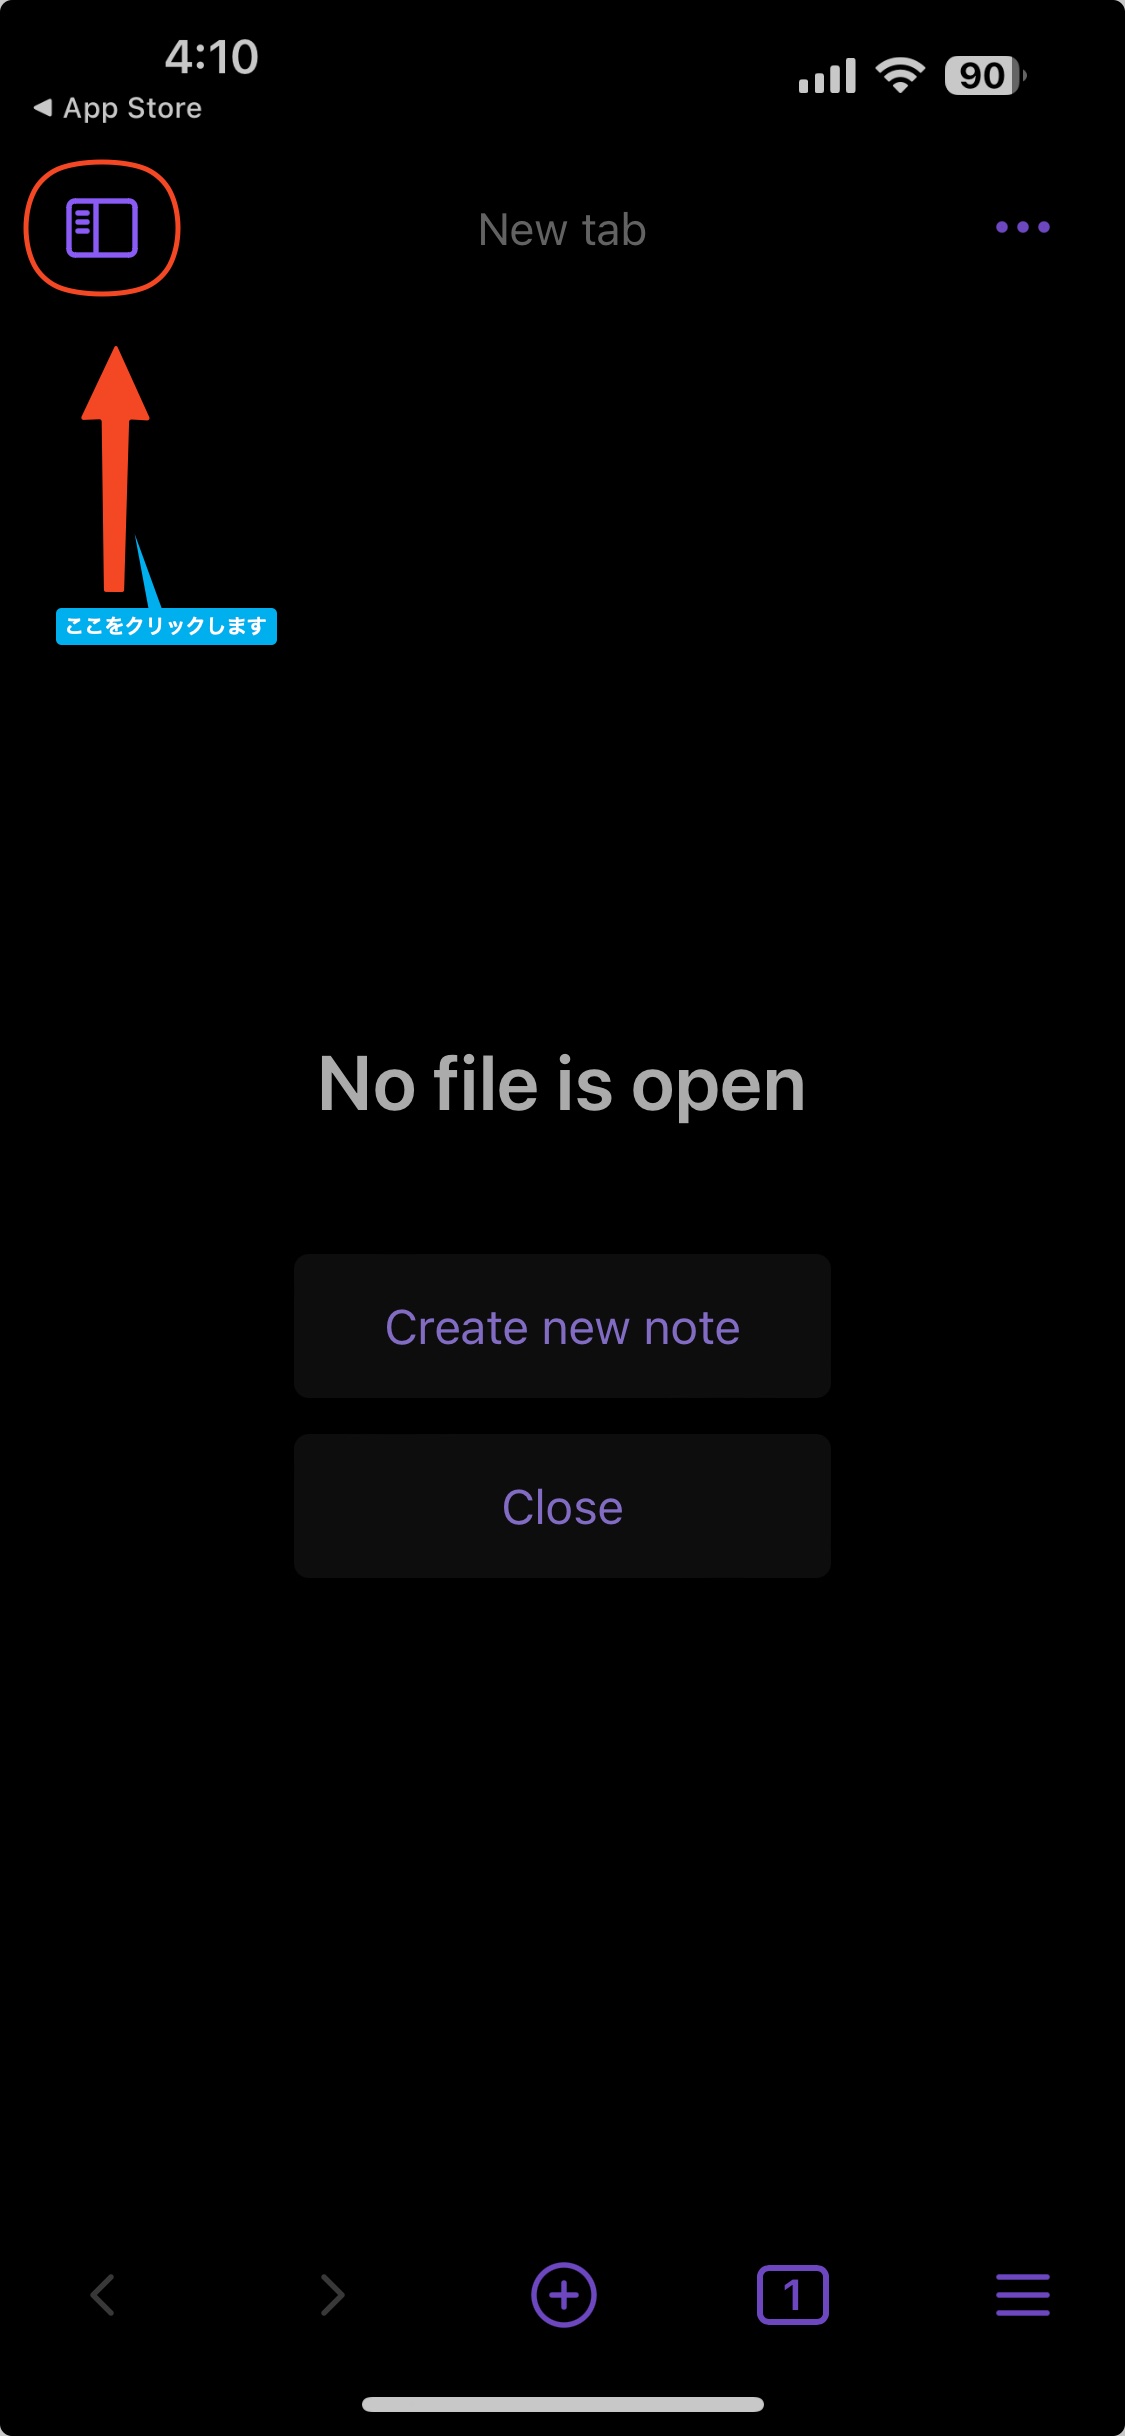 4:10
90
◀ App Store
New tab
ここをクリックします
No file is open
Create new note
Close
1